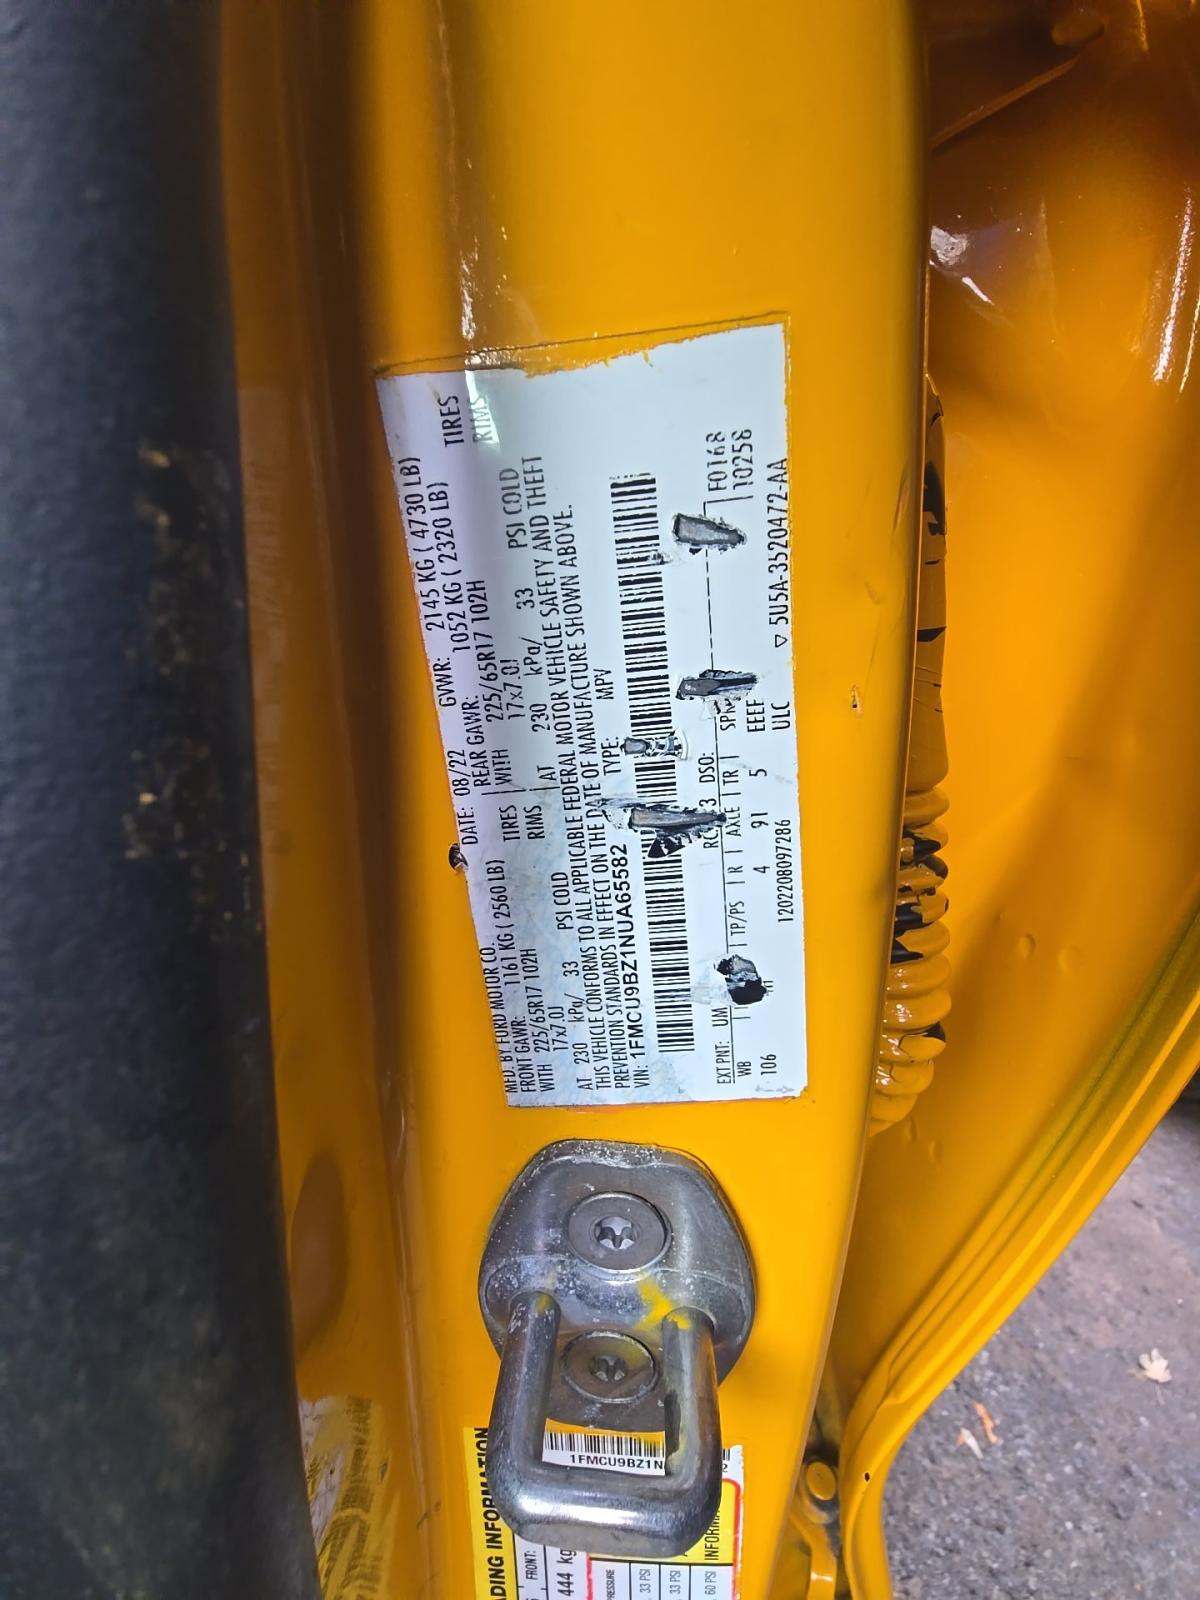 MFD. BY FORD MOTOR CO.
DATE: 08/22 GVWR: 2145 KG ( 4730 LB)
FRONT GAWR: 1161 KG ( 2560 LB)
REAR GAWR: 1052 KG ( 2320 LB)
WITH 225/65R17 102H TIRES
WITH 225/65R17 102H TIRES
17x7.0J RIMS
17x7.0J RIMS
AT 230 kPa/ 33 PSI COLD
AT 230 kPa/ 33 PSI COLD
THIS VEHICLE CONFORMS TO ALL APPLICABLE FEDERAL MOTOR VEHICLE SAFETY AND THEFT
PREVENTION STANDARDS IN EFFECT ON THE DATE OF MANUFACTURE SHOWN ABOVE.
VIN: 1FMCU9BZ1NUA65582 TYPE: MPV
F0168
10258
EXT PNT: UM DSO:
WB TP/PS R AXLE TR
106 4 91 5 EEEF
120220809​7286 ULC
▽ 5U5A-3520472-AA
1FMCU9BZ1N
FRONT:
444 kg
33 PSI
33 PSI
60 PSI